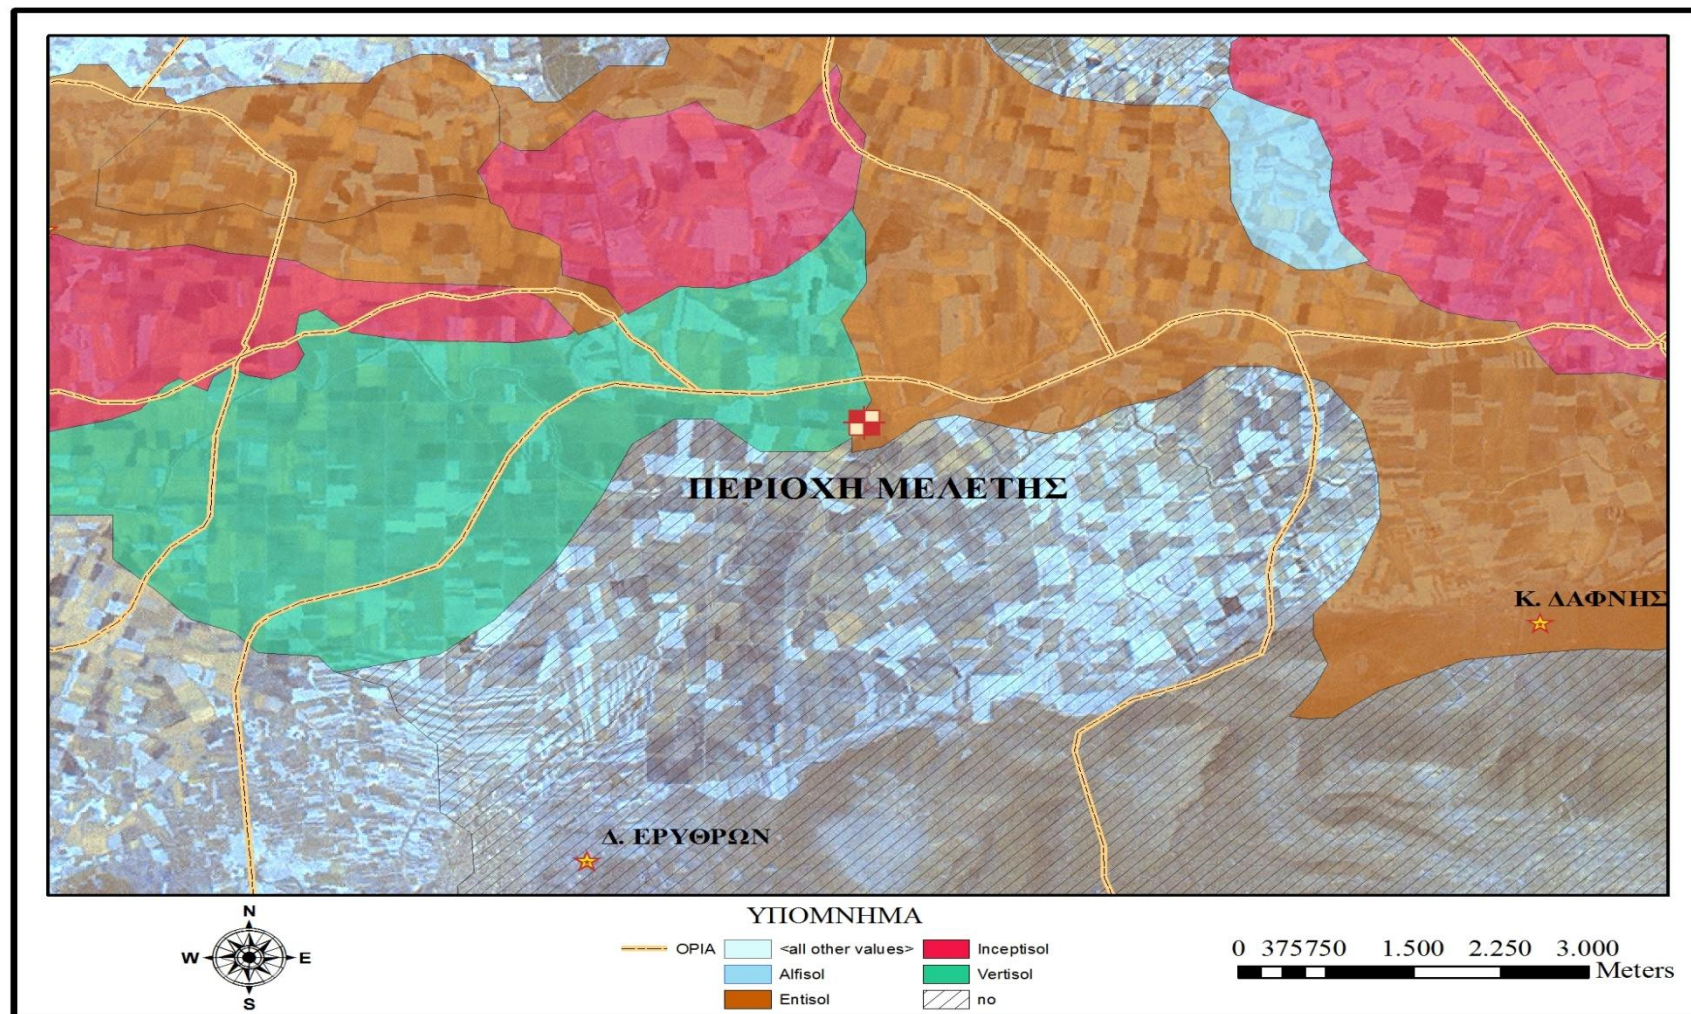 ΠΕΡΙΟΧΗ ΜΕΛΕΤΗΣ
Κ. ΔΑΦΝΗΣ
Δ. ΕΡΥΘΡΩΝ
ΥΠΟΜΝΗΜΑ
ΟΡΙΑ
<all other values>
Alfisol
Entisol
Inceptisol
Vertisol
no
N
W E
S
0 375750 1.500 2.250 3.000
Meters